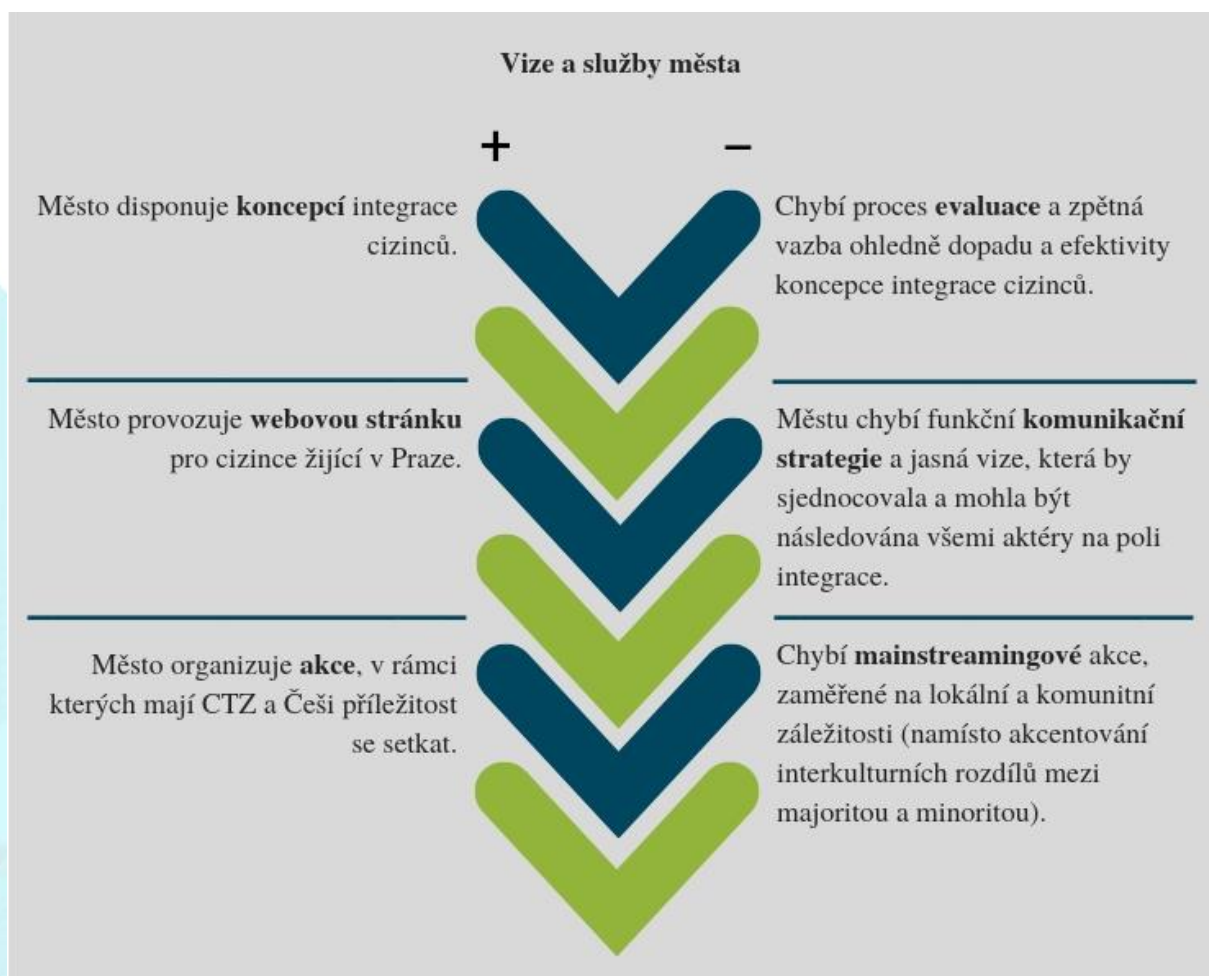 Vize a služby města
+
−
Město disponuje koncepcí integrace
cizinců.
Chybí proces evaluace a zpětná
vazba ohledně dopadu a efektivity
koncepce integrace cizinců.
Město provozuje webovou stránku
pro cizince žijící v Praze.
Městu chybí funkční komunikační
strategie a jasná vize, která by
sjednocovala a mohla být
následována všemi aktéry na poli
integrace.
Město organizuje akce, v rámci
kterých mají CTZ a Češi příležitost
se setkat.
Chybí mainstreamingové akce,
zaměřené na lokální a komunitní
záležitosti (namísto akcentování
interkulturních rozdílů mezi
majoritou a minoritou).